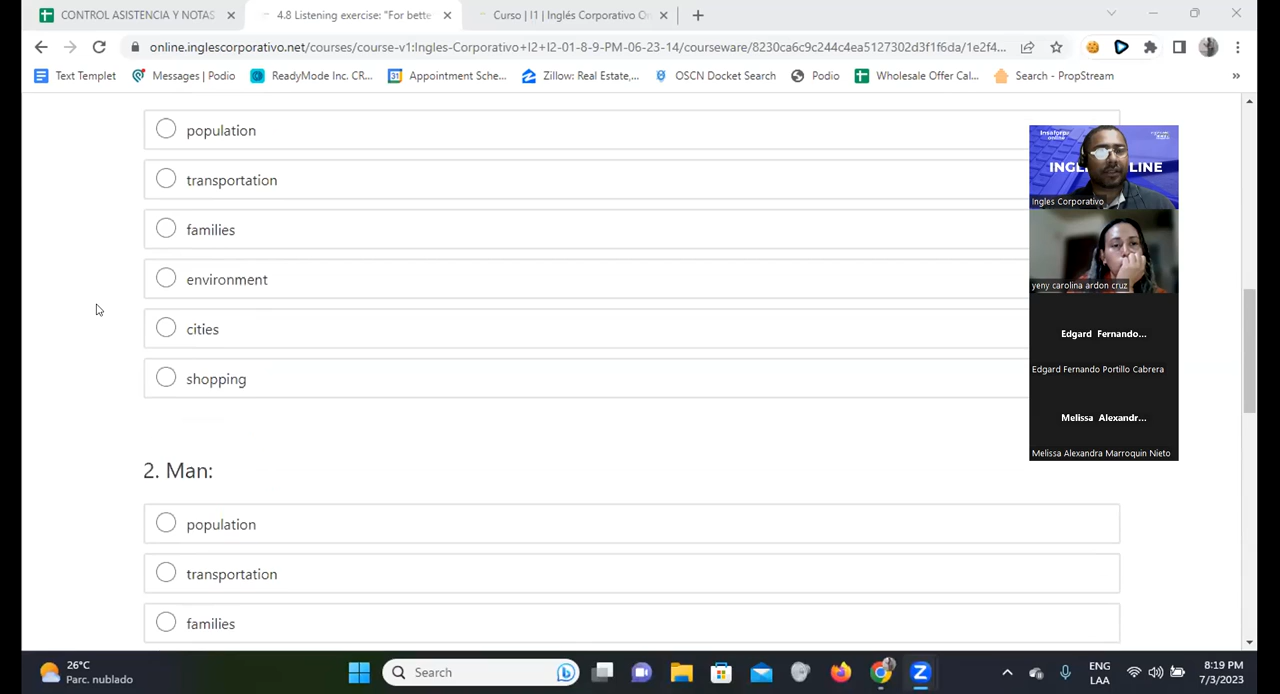 CONTROL ASISTENCIA Y NOTAS
4.8 Listening exercise: "For bette
Curso | I1 | Inglés Corporativo On
online.inglescorporativo.net/courses/course-v1:Ingles-Corporativo+I2+I2-01-8-9-PM-06-23-14/courseware/8230ca6c9c244c4ea5127302d3f1f6da/1e2f4...
Text Templet
Messages | Podio
ReadyMode Inc. CR...
Appointment Sche...
Zillow: Real Estate,...
OSCN Docket Search
Podio
Wholesale Offer Cal...
Search - PropStream
»
population
transportation
families
environment
cities
shopping
2. Man:
population
transportation
families
Ingles Corporativo
yeny carolina ardon cruz
Edgard Fernando...
Edgard Fernando Portillo Cabrera
Melissa Alexandr...
Melissa Alexandra Marroquin Nieto
26°C
Parc. nublado
Search
ENG
LAA
8:19 PM
7/3/2023